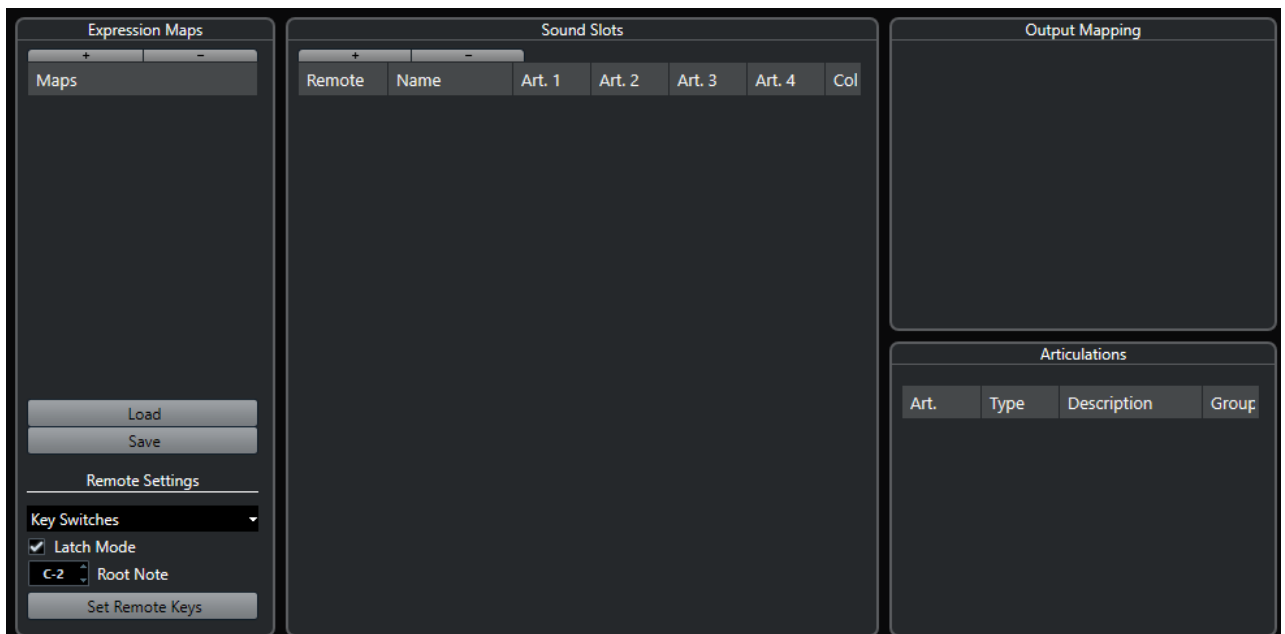 Expression Maps
+ −
Maps
Load
Save
Remote Settings
Key Switches
Latch Mode
C-2 Root Note
Set Remote Keys
Sound Slots
+ −
Remote Name Art. 1 Art. 2 Art. 3 Art. 4 Col
Output Mapping
Articulations
Art. Type Description Group